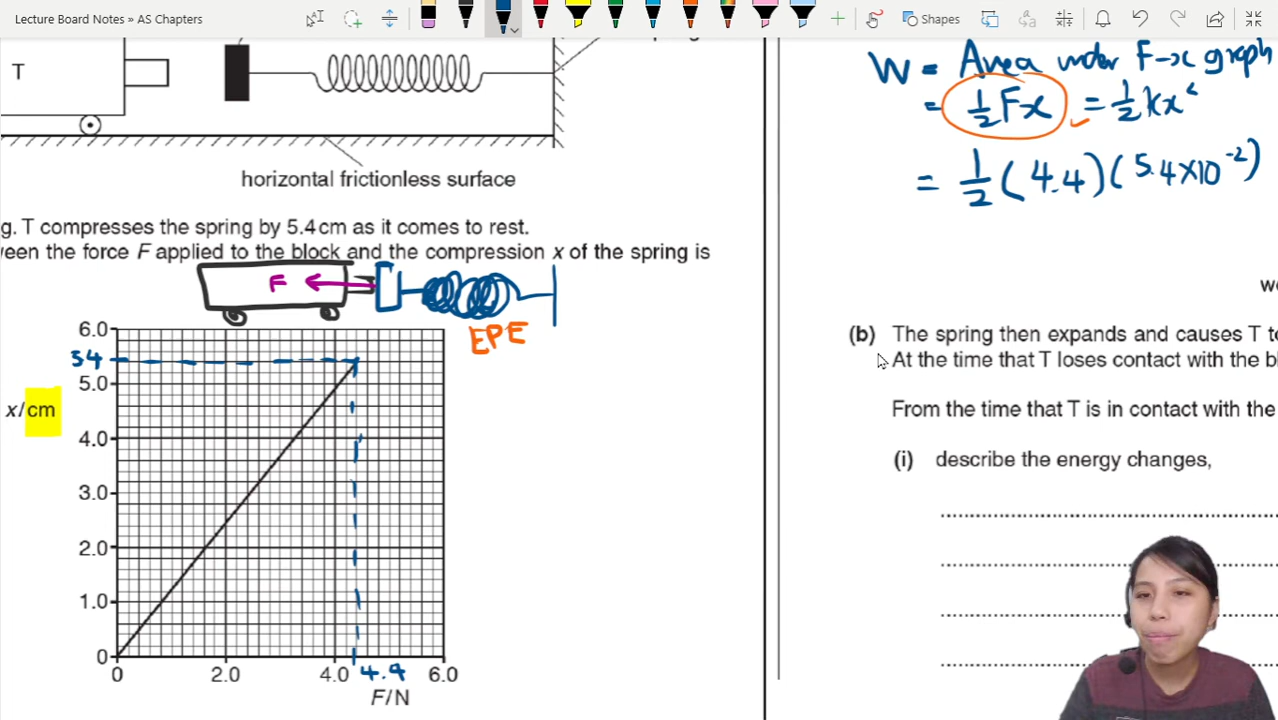 Lecture Board Notes » AS Chapters
Shapes
T
horizontal frictionless surface
g. T compresses the spring by 5.4 cm as it comes to rest.
een the force F applied to the block and the compression x of the spring is
F
EPE
6.0
54
5.0
x/cm
4.0
3.0
2.0
1.0
0
0 2.0 4.0 4.9 6.0
F/N
W = Area under F-x graph
= ½Fx = ½kx²
= ½(4.4)(5.4×10⁻²)
(b) The spring then expands and causes T to
At the time that T loses contact with the bl
From the time that T is in contact with the
(i) describe the energy changes,